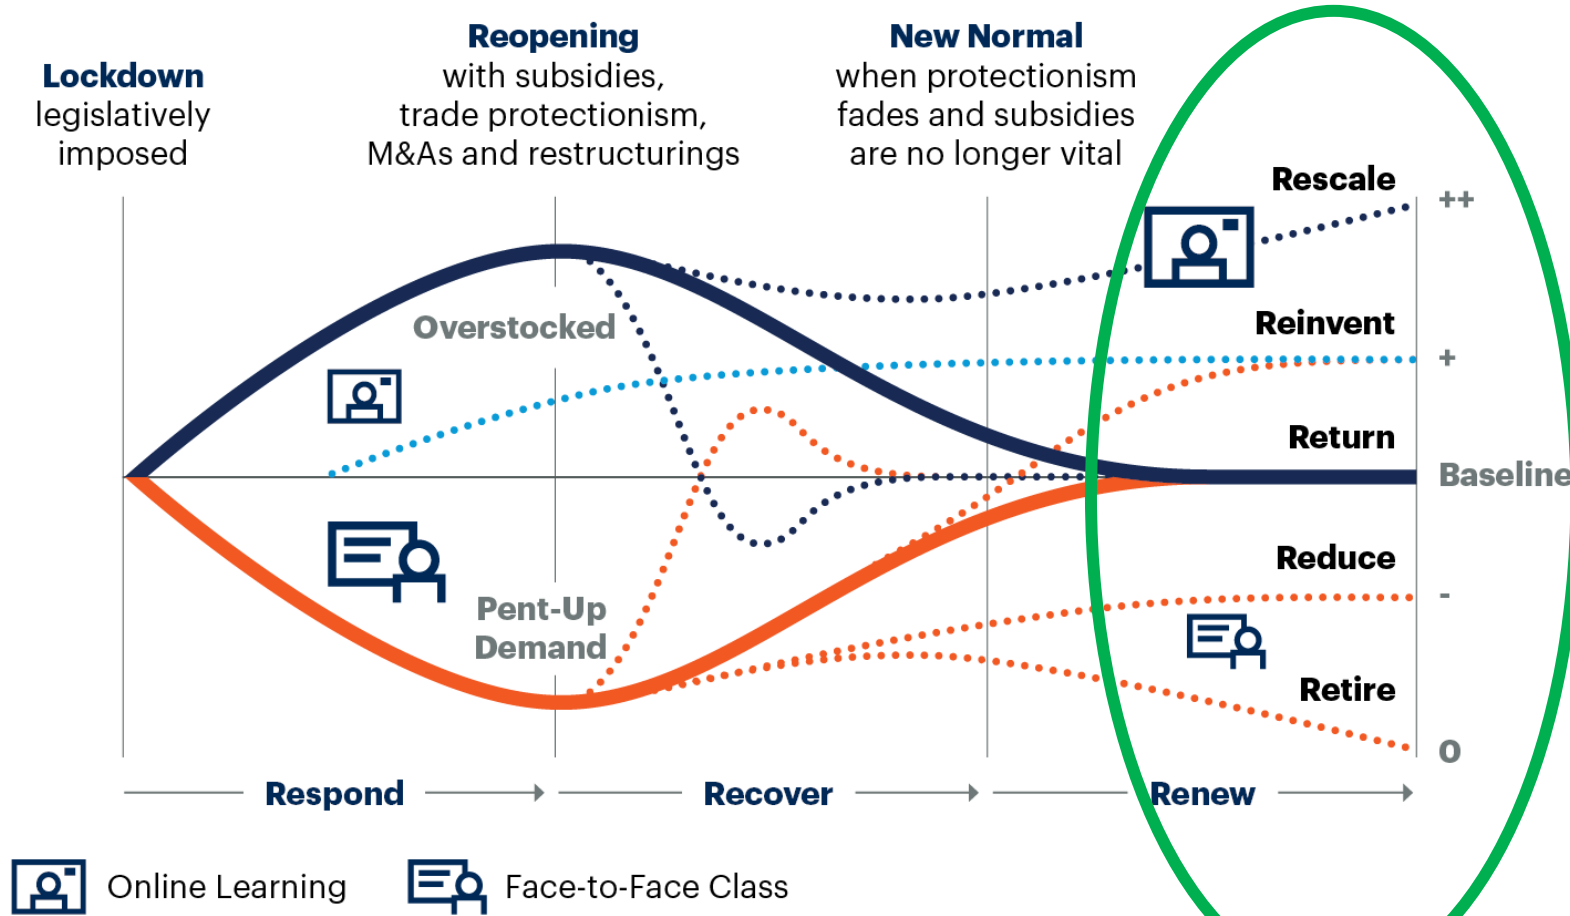 Lockdown
legislatively
imposed
Reopening
with subsidies,
trade protectionism,
M&As and restructurings
New Normal
when protectionism
fades and subsidies
are no longer vital
Rescale
++
Overstocked
Reinvent
+
Return
Baseline
Pent-Up
Demand
Reduce
-
Retire
0
Respond
Recover
Renew
Online Learning
Face-to-Face Class